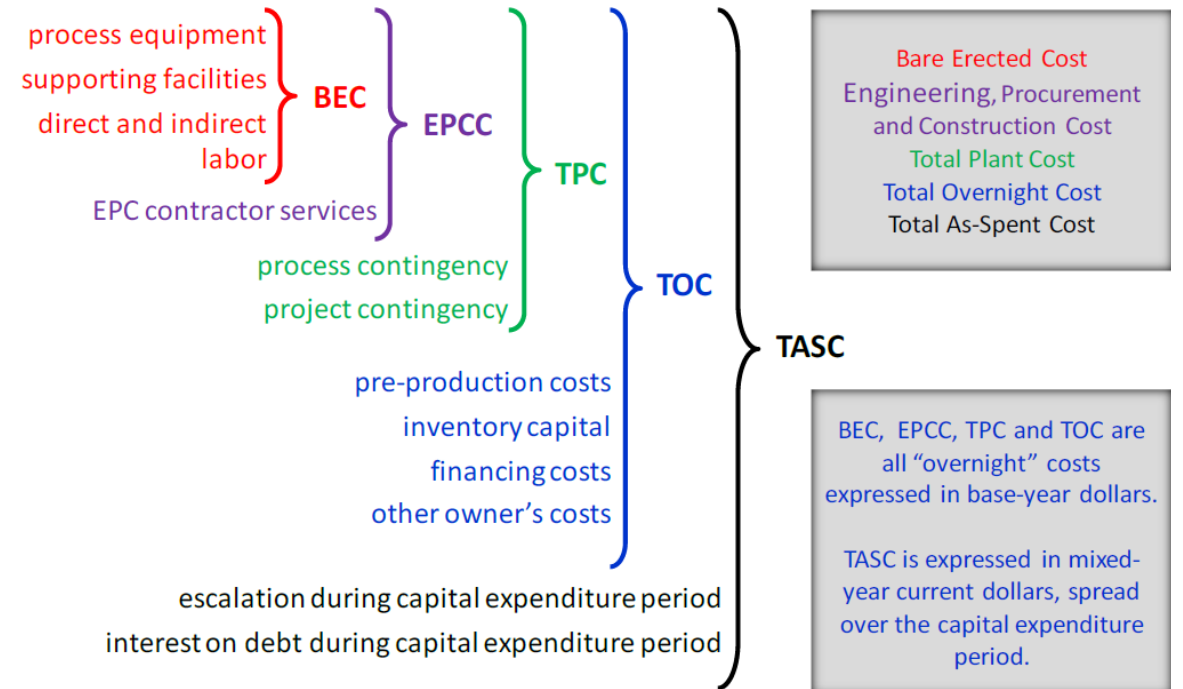 process equipment
supporting facilities
direct and indirect
labor
BEC
EPC contractor services
EPCC
process contingency
project contingency
TPC
pre-production costs
inventory capital
financing costs
other owner's costs
TOC
escalation during capital expenditure period
interest on debt during capital expenditure period
TASC
Bare Erected Cost
Engineering, Procurement
and Construction Cost
Total Plant Cost
Total Overnight Cost
Total As-Spent Cost
BEC, EPCC, TPC and TOC are
all “overnight” costs
expressed in base-year dollars.
TASC is expressed in mixed-
year current dollars, spread
over the capital expenditure
period.